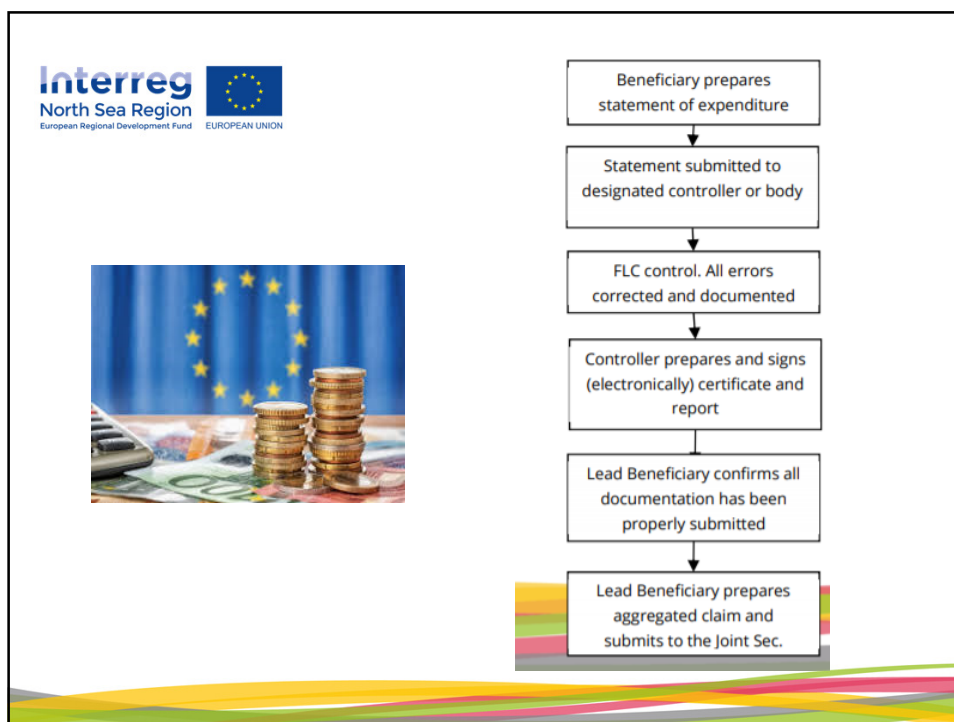 Interreg
North Sea Region
European Regional Development Fund
EUROPEAN UNION
Beneficiary prepares
statement of expenditure
Statement submitted to
designated controller or body
FLC control. All errors
corrected and documented
Controller prepares and signs
(electronically) certificate and
report
Lead Beneficiary confirms all
documentation has been
properly submitted
Lead Beneficiary prepares
aggregated claim and
submits to the Joint Sec.